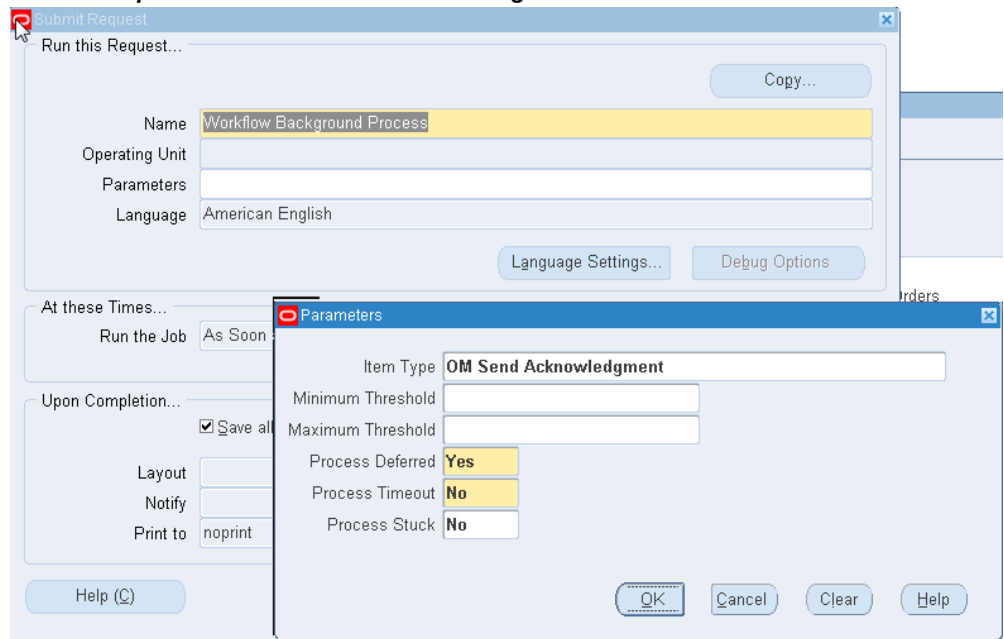 Submit Request
Run this Request...
Copy...
Name Workflow Background Process
Operating Unit
Parameters
Language American English
Language Settings... Debug Options
At these Times...
Run the Job As Soon
Orders
Parameters
Item Type OM Send Acknowledgment
Minimum Threshold
Maximum Threshold
Process Deferred Yes
Process Timeout No
Process Stuck No
OK Cancel Clear Help
Upon Completion...
Save all
Layout
Notify
Print to noprint
Help (C)